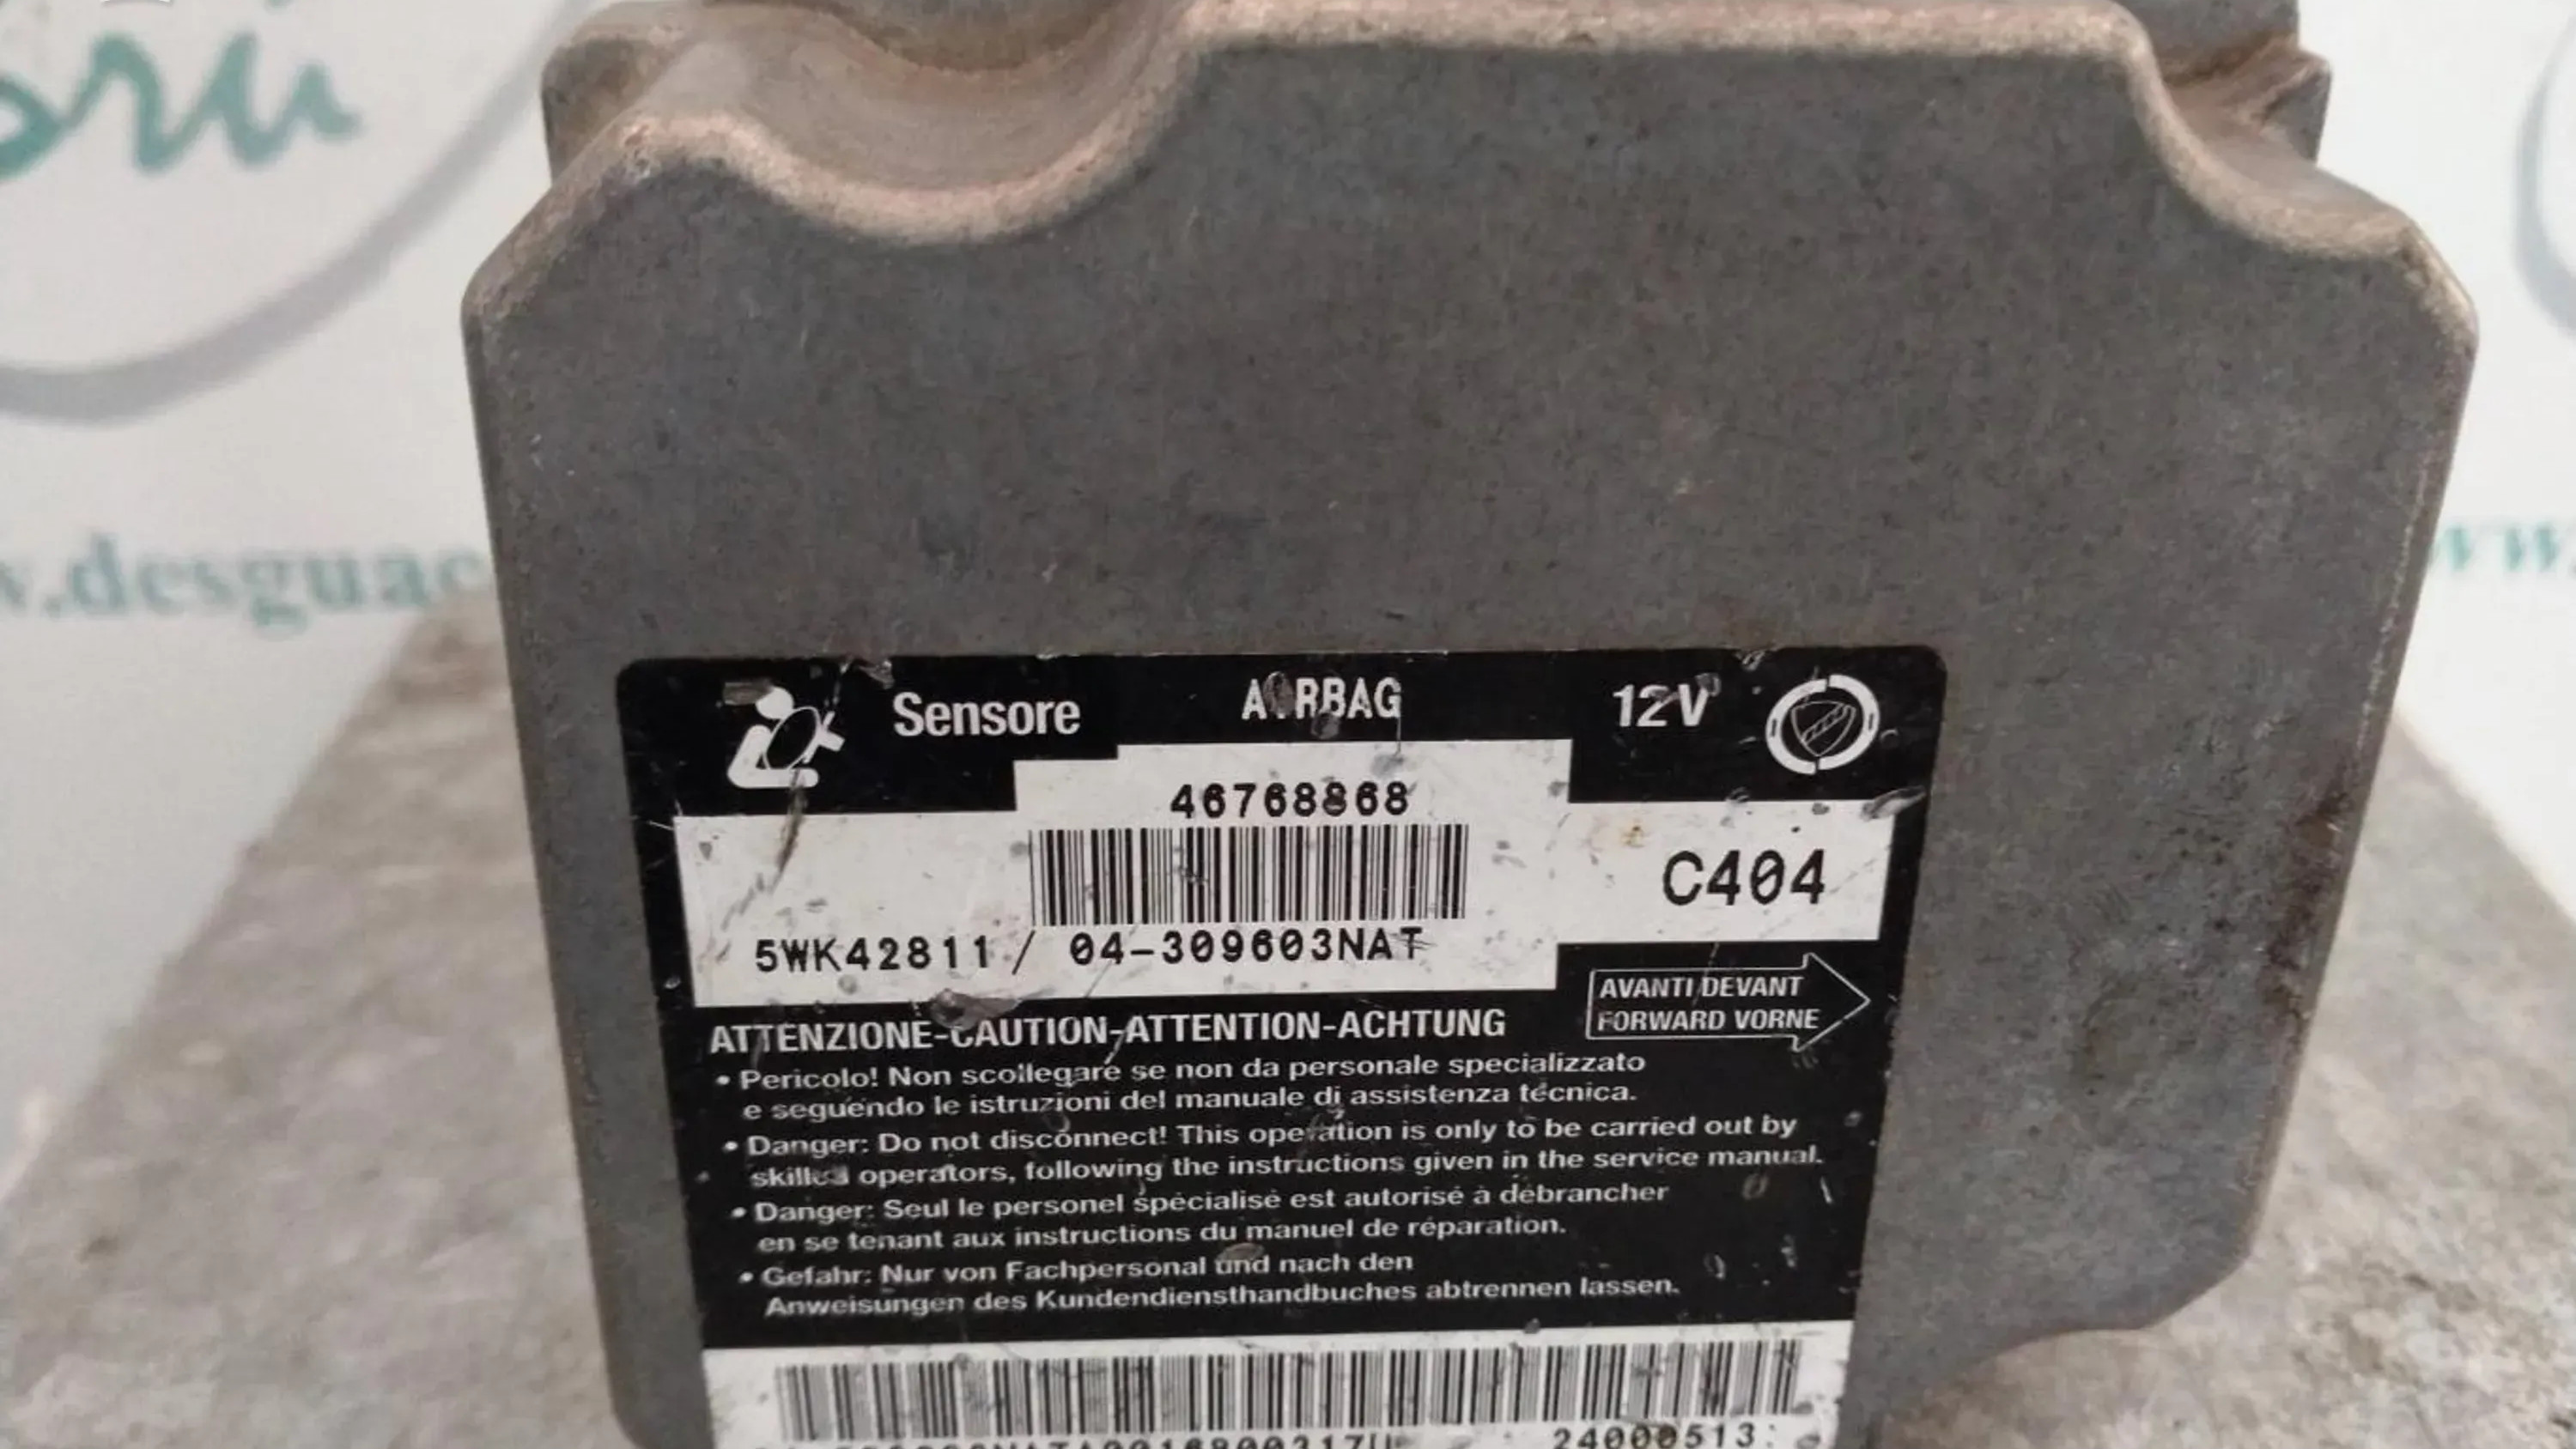 Sensore AIRBAG 12V
46768868
C404
5WK42811 / 04-309603NAT
AVANTI DEVANT
FORWARD VORNE
ATTENZIONE-CAUTION-ATTENTION-ACHTUNG
• Pericolo! Non scollegare se non da personale specializzato
e seguendo le istruzioni del manuale di assistenza técnica.
• Danger: Do not disconnect! This operation is only to be carried out by
skilled operators, following the instructions given in the service manual.
• Danger: Seul le personel spécialisé est autorisé à débrancher
en se tenant aux instructions du manuel de réparation.
• Gefahr: Nur von Fachpersonal und nach den
Anweisungen des Kundendiensthandbuches abtrennen lassen.
24000513